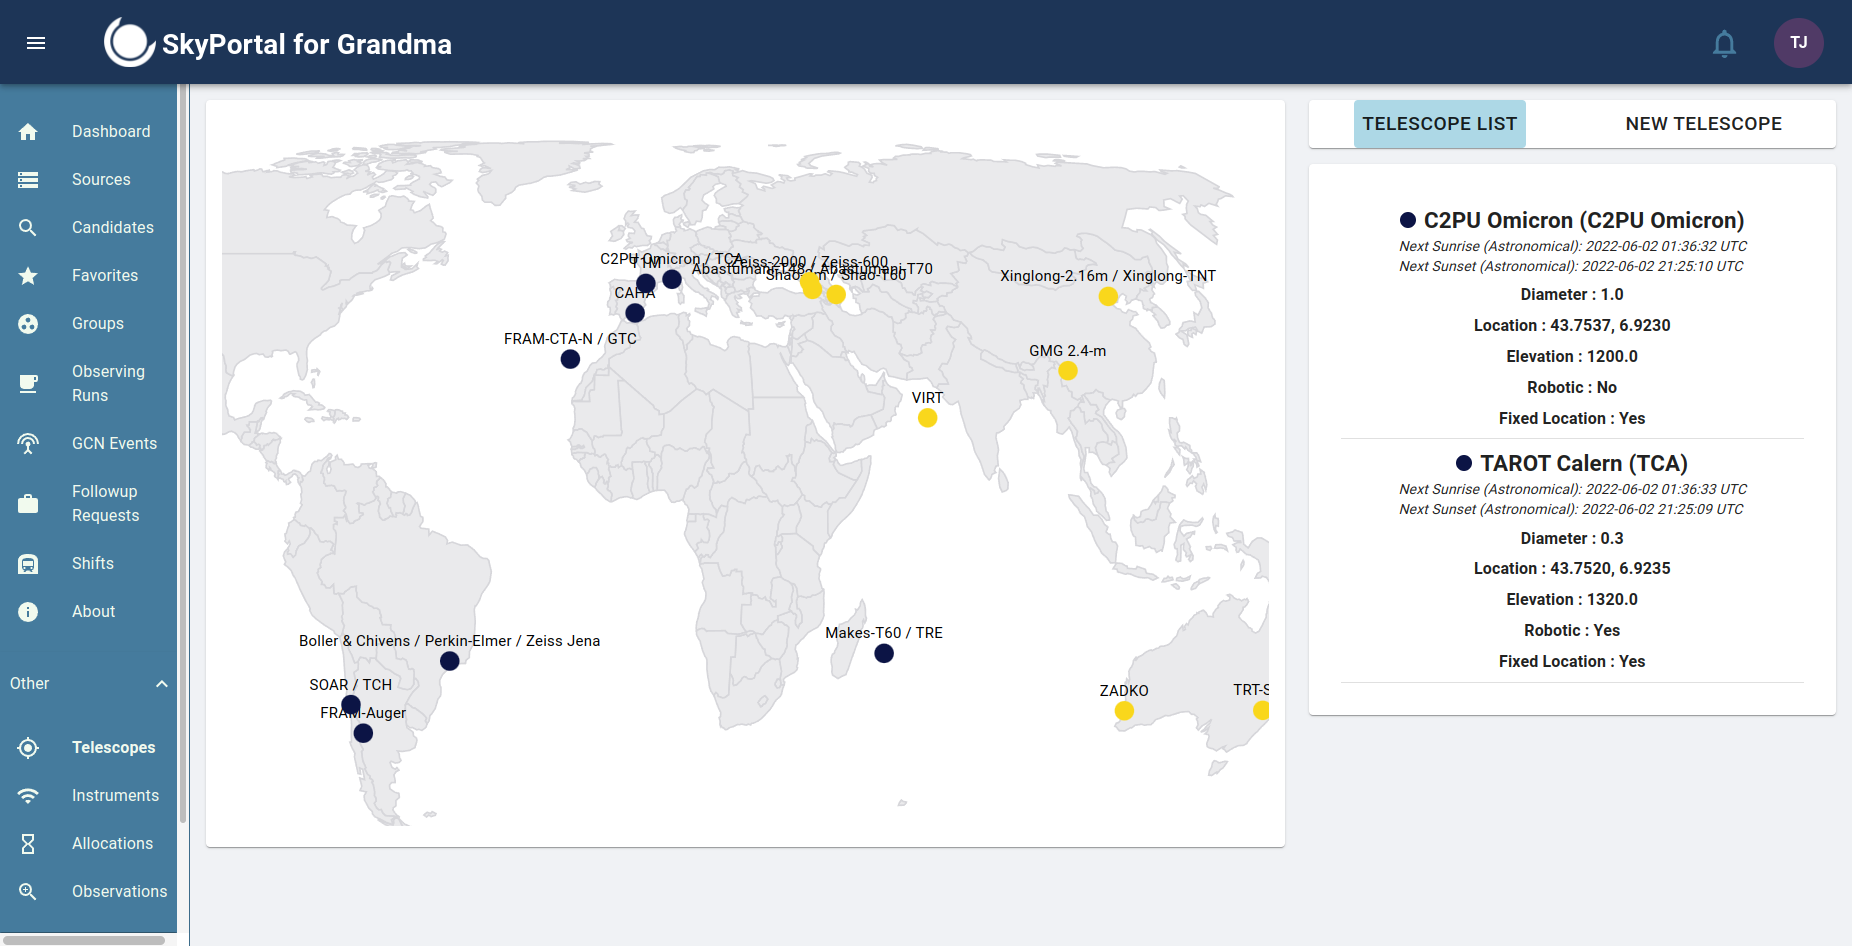 SkyPortal for Grandma
TJ
Dashboard
Sources
Candidates
Favorites
Groups
Observing
Runs
GCN Events
Followup
Requests
Shifts
About
Other
Telescopes
Instruments
Allocations
Observations
C2PU Omicron / TCA
T1M
Zeiss-2000 / Zeiss-600
Abastumani-T48 / Abastumani T70
/ Shao-T60
CAHA
Xinglong-2.16m / Xinglong-TNT
FRAM-CTA-N / GTC
GMG 2.4-m
VIRT
Makes-T60 / TRE
Boller & Chivens / Perkin-Elmer / Zeiss Jena
SOAR / TCH
FRAM-Auger
ZADKO
TRT-S
TELESCOPE LIST
NEW TELESCOPE
C2PU Omicron (C2PU Omicron)
Next Sunrise (Astronomical): 2022-06-02 01:36:32 UTC
Next Sunset (Astronomical): 2022-06-02 21:25:10 UTC
Diameter : 1.0
Location : 43.7537, 6.9230
Elevation : 1200.0
Robotic : No
Fixed Location : Yes
TAROT Calern (TCA)
Next Sunrise (Astronomical): 2022-06-02 01:36:33 UTC
Next Sunset (Astronomical): 2022-06-02 21:25:09 UTC
Diameter : 0.3
Location : 43.7520, 6.9235
Elevation : 1320.0
Robotic : Yes
Fixed Location : Yes